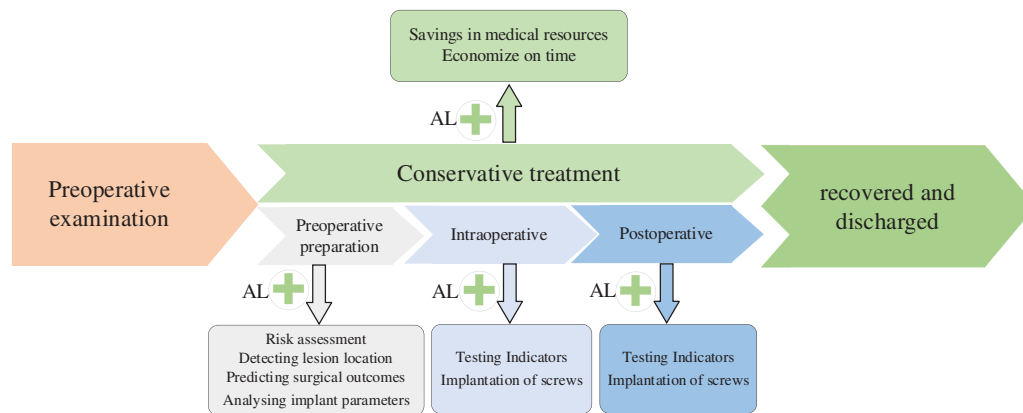 Savings in medical resources
Economize on time
AL
Preoperative
examination
Conservative treatment
recovered and
discharged
Preoperative
preparation
Intraoperative
Postoperative
AL
AL
AL
Risk assessment
Detecting lesion location
Predicting surgical outcomes
Analysing implant parameters
Testing Indicators
Implantation of screws
Testing Indicators
Implantation of screws